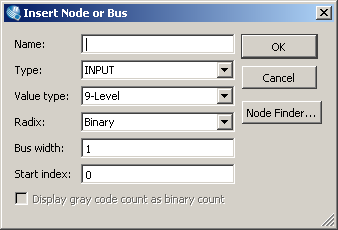 Insert Node or Bus
Name:
OK
Type: INPUT
Cancel
Value type: 9-Level
Radix: Binary
Node Finder...
Bus width: 1
Start index: 0
Display gray code count as binary count